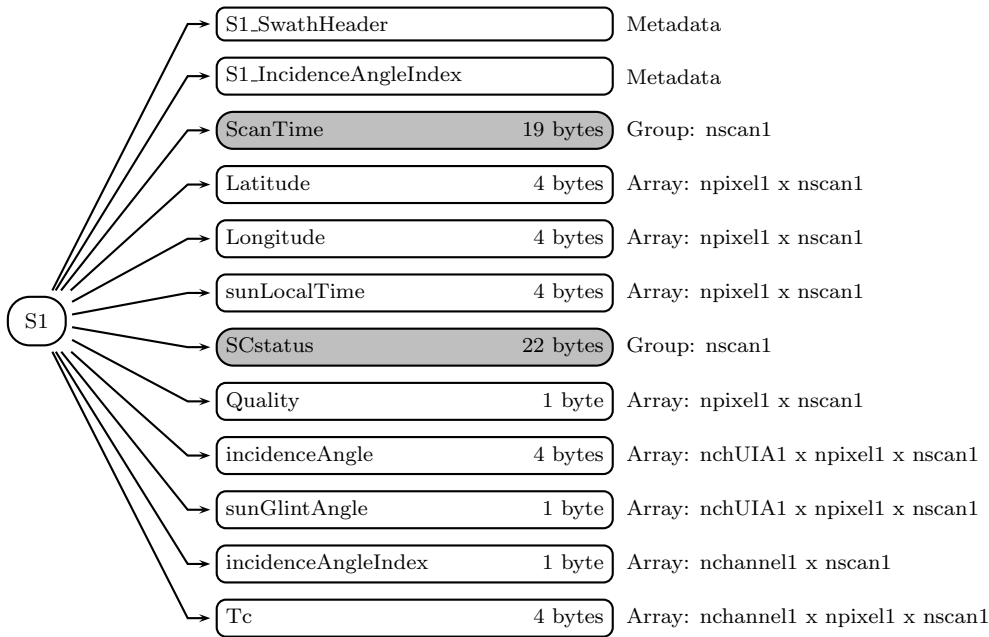 S1_SwathHeader Metadata
S1_IncidenceAngleIndex Metadata
ScanTime 19 bytes Group: nscan1
Latitude 4 bytes Array: npixel1 x nscan1
Longitude 4 bytes Array: npixel1 x nscan1
sunLocalTime 4 bytes Array: npixel1 x nscan1
S1
SCstatus 22 bytes Group: nscan1
Quality 1 byte Array: npixel1 x nscan1
incidenceAngle 4 bytes Array: nchUIA1 x npixel1 x nscan1
sunGlintAngle 1 byte Array: nchUIA1 x npixel1 x nscan1
incidenceAngleIndex 1 byte Array: nchannel1 x nscan1
Tc 4 bytes Array: nchannel1 x npixel1 x nscan1